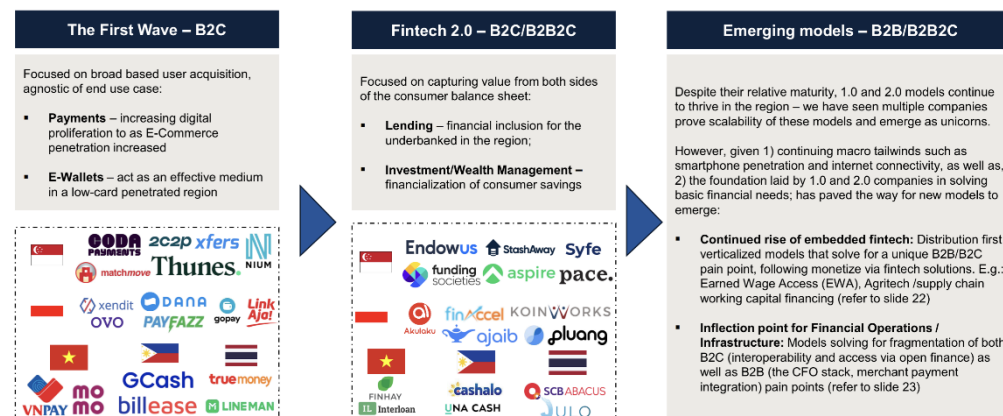 The First Wave – B2C
Focused on broad based user acquisition,
agnostic of end use case:
▪ Payments – increasing digital
proliferation to as E-Commerce
penetration increased
▪ E-Wallets – act as an effective medium
in a low-card penetrated region
CODA
PAYMENTS
2c2p
xfers
NIUM
matchmove
Thunes.
xendit
DANA
Link
Aja!
OVO
PAYFAZZ
gopay
VNPAY
mo
mo
GCash
billease
truemoney
LINEMAN
Fintech 2.0 – B2C/B2B2C
Focused on capturing value from both sides
of the consumer balance sheet:
▪ Lending – financial inclusion for the
underbanked in the region;
▪ Investment/Wealth Management –
financialization of consumer savings
Endowus
StashAway
Syfe
funding
societies
aspire
pace.
Akulaku
finAccel
KOINWORKS
ajaib
pluang
FINHAY
IL Interloan
cashalo
UNA CASH
SCB ABACUS
JULO
Emerging models – B2B/B2B2C
Despite their relative maturity, 1.0 and 2.0 models continue
to thrive in the region – we have seen multiple companies
prove scalability of these models and emerge as unicorns.
However, given 1) continuing macro tailwinds such as
smartphone penetration and internet connectivity, as well as,
2) the foundation laid by 1.0 and 2.0 companies in solving
basic financial needs; has paved the way for new models to
emerge:
▪ Continued rise of embedded fintech: Distribution first
verticalized models that solve for a unique B2B/B2C
pain point, following monetize via fintech solutions. E.g.:
Earned Wage Access (EWA), Agritech /supply chain
working capital financing (refer to slide 22)
▪ Inflection point for Financial Operations /
Infrastructure: Models solving for fragmentation of both
B2C (interoperability and access via open finance) as
well as B2B (the CFO stack, merchant payment
integration) pain points (refer to slide 23)